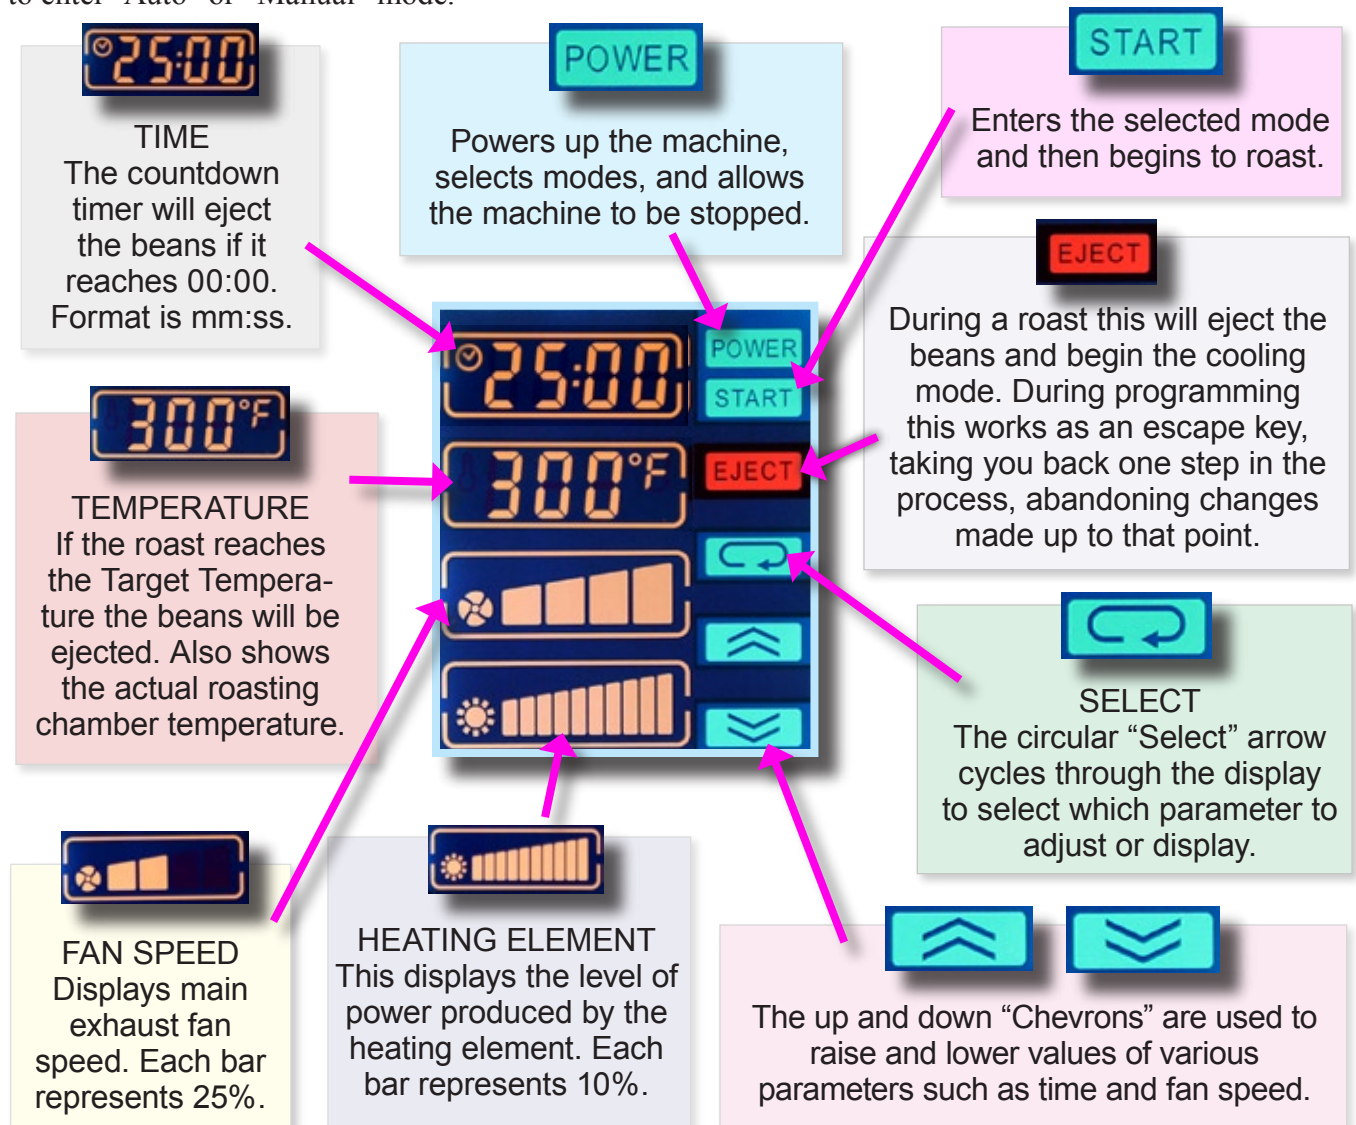 to enter "Auto" or "Manual" mode.
25:00
TIME
The countdown
timer will eject
the beans if it
reaches 00:00.
Format is mm:ss.
POWER
Powers up the machine,
selects modes, and allows
the machine to be stopped.
START
Enters the selected mode
and then begins to roast.
EJECT
During a roast this will eject the
beans and begin the cooling
mode. During programming
this works as an escape key,
taking you back one step in the
process, abandoning changes
made up to that point.
25:00
POWER
START
300°F
EJECT
300°F
TEMPERATURE
If the roast reaches
the Target Tempera-
ture the beans will be
ejected. Also shows
the actual roasting
chamber temperature.
SELECT
The circular “Select” arrow
cycles through the display
to select which parameter to
adjust or display.
FAN SPEED
Displays main
exhaust fan
speed. Each bar
represents 25%.
HEATING ELEMENT
This displays the level of
power produced by the
heating element. Each
bar represents 10%.
The up and down “Chevrons” are used to
raise and lower values of various
parameters such as time and fan speed.